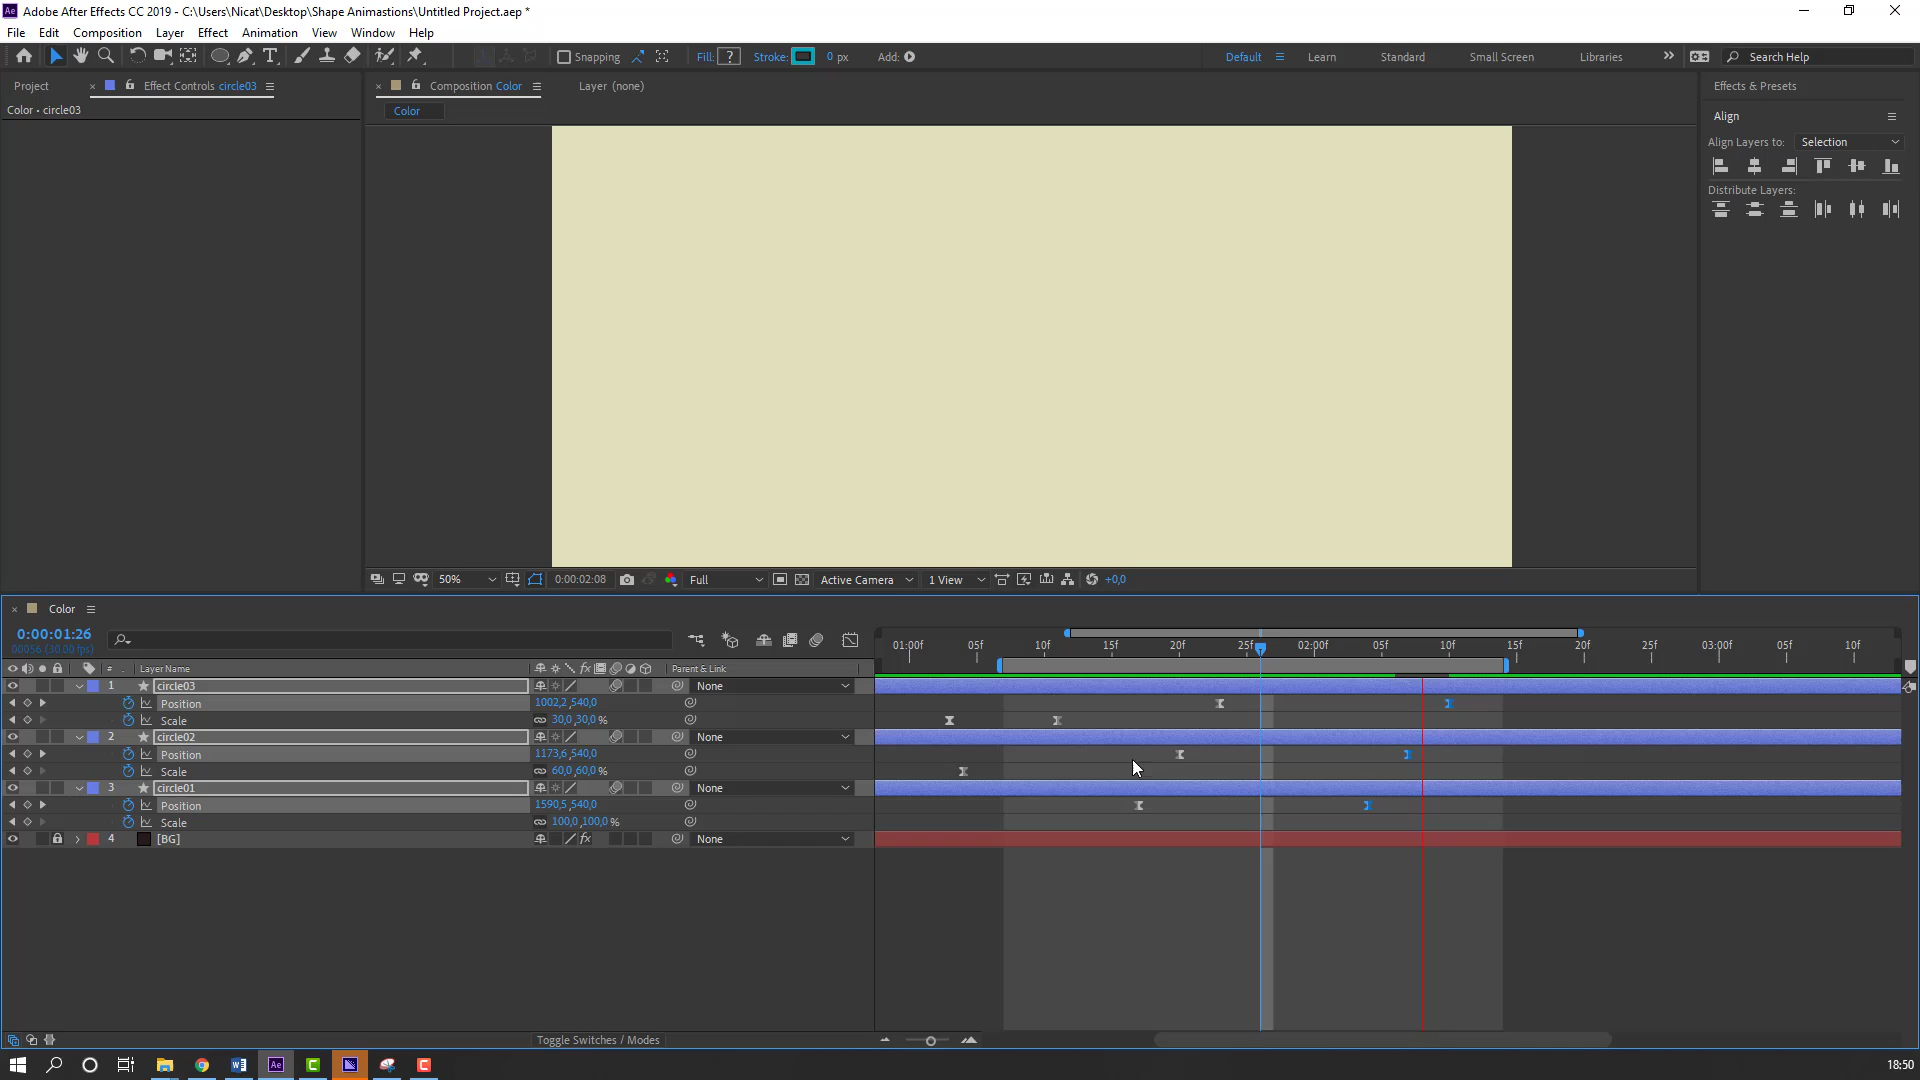 Adobe After Effects CC 2019 - C:\Users\Nicat\Desktop\Shape Animastions\Untitled Project.aep *
File Edit Composition Layer Effect Animation View Window Help
Snapping Fill: ? Stroke: 0 px Add: Default Learn Standard Small Screen Libraries Search Help
Project Effect Controls circle03 Composition Color Layer (none) Effects & Presets
Color • circle03
Color
Align
Align Layers to: Selection
Distribute Layers:
50% 0:00:02:08 Full Active Camera 1 View +0,0
Color
0:00:01:26
00056 (30.00 fps)
01:00f 05f 10f 15f 20f 25f 02:00f 05f 10f 15f 20f 25f 03:00f 05f 10f
# Layer Name fx Parent & Link
1 circle03 None
Position 1002,2,540,0
Scale 30,0,30,0%
2 circle02 None
Position 1173,6,540,0
Scale 60,0,60,0%
3 circle01 None
Position 1590,5,540,0
Scale 100,0,100,0%
4 [BG] fx None
Toggle Switches / Modes
18:50